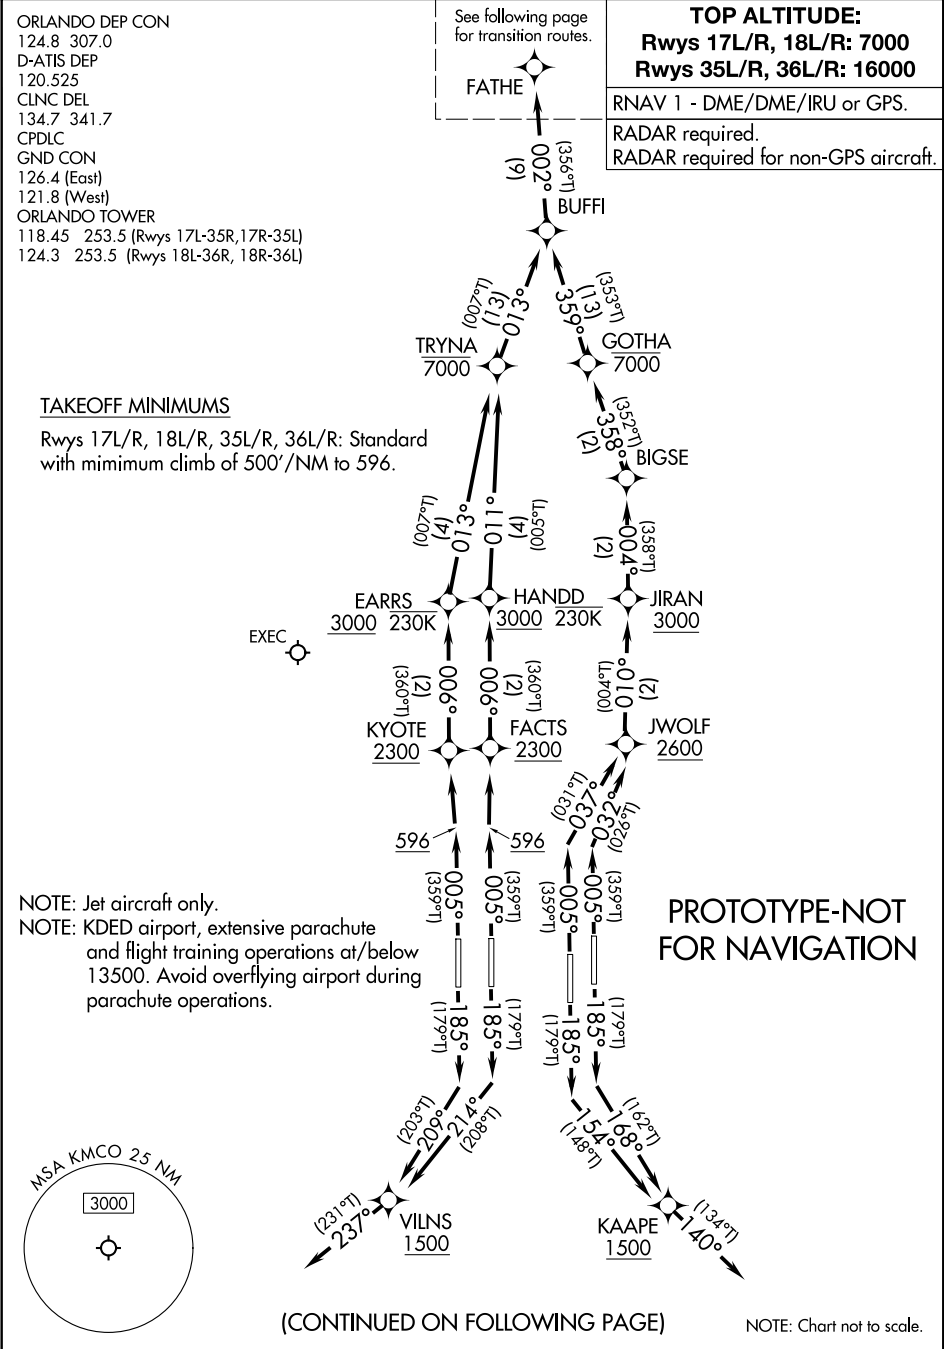 ORLANDO DEP CON
124.8 307.0
D-ATIS DEP
120.525
CLNC DEL
134.7 341.7
CPDLC
GND CON
126.4 (East)
121.8 (West)
ORLANDO TOWER
118.45 253.5 (Rwys 17L-35R,17R-35L)
124.3 253.5 (Rwys 18L-36R, 18R-36L)
See following page
for transition routes.
FATHE
TOP ALTITUDE:
Rwys 17L/R, 18L/R: 7000
Rwys 35L/R, 36L/R: 16000
RNAV 1 - DME/DME/IRU or GPS.
RADAR required.
RADAR required for non-GPS aircraft.
(9)
002°
(356°T)
BUFFI
(007°T)
(13)
013°
359°
(13)
(353°T)
TRYNA
7000
GOTHA
7000
TAKEOFF MINIMUMS
Rwys 17L/R, 18L/R, 35L/R, 36L/R: Standard
with mimimum climb of 500'/NM to 596.
(2)
358°
(352°T)
BIGSE
(007°T)
(4)
013°
011°
(4)
(005°T)
(2)
004°
(358°T)
EARRS
3000 230K
HANDD
3000 230K
JIRAN
3000
EXEC
(360°T)
(2)
006°
006°
(2)
(360°T)
(004°T)
010°
(2)
KYOTE
2300
FACTS
2300
JWOLF
2600
(031°T)
037°
032°
(026°T)
596
596
(359°T)
005°
005°
(359°T)
(359°T)
005°
005°
(359°T)
NOTE: Jet aircraft only.
NOTE: KDED airport, extensive parachute
and flight training operations at/below
13500. Avoid overflying airport during
parachute operations.
PROTOTYPE-NOT
FOR NAVIGATION
(179°T)
185°
185°
(179°T)
(179°T)
185°
185°
(179°T)
(203°T)
209°
214°
(208°T)
(148°T)
154°
168°
(162°T)
MSA KMCO 25 NM
3000
(231°T)
237°
VILNS
1500
KAAPE
1500
(134°T)
140°
(CONTINUED ON FOLLOWING PAGE)
NOTE: Chart not to scale.